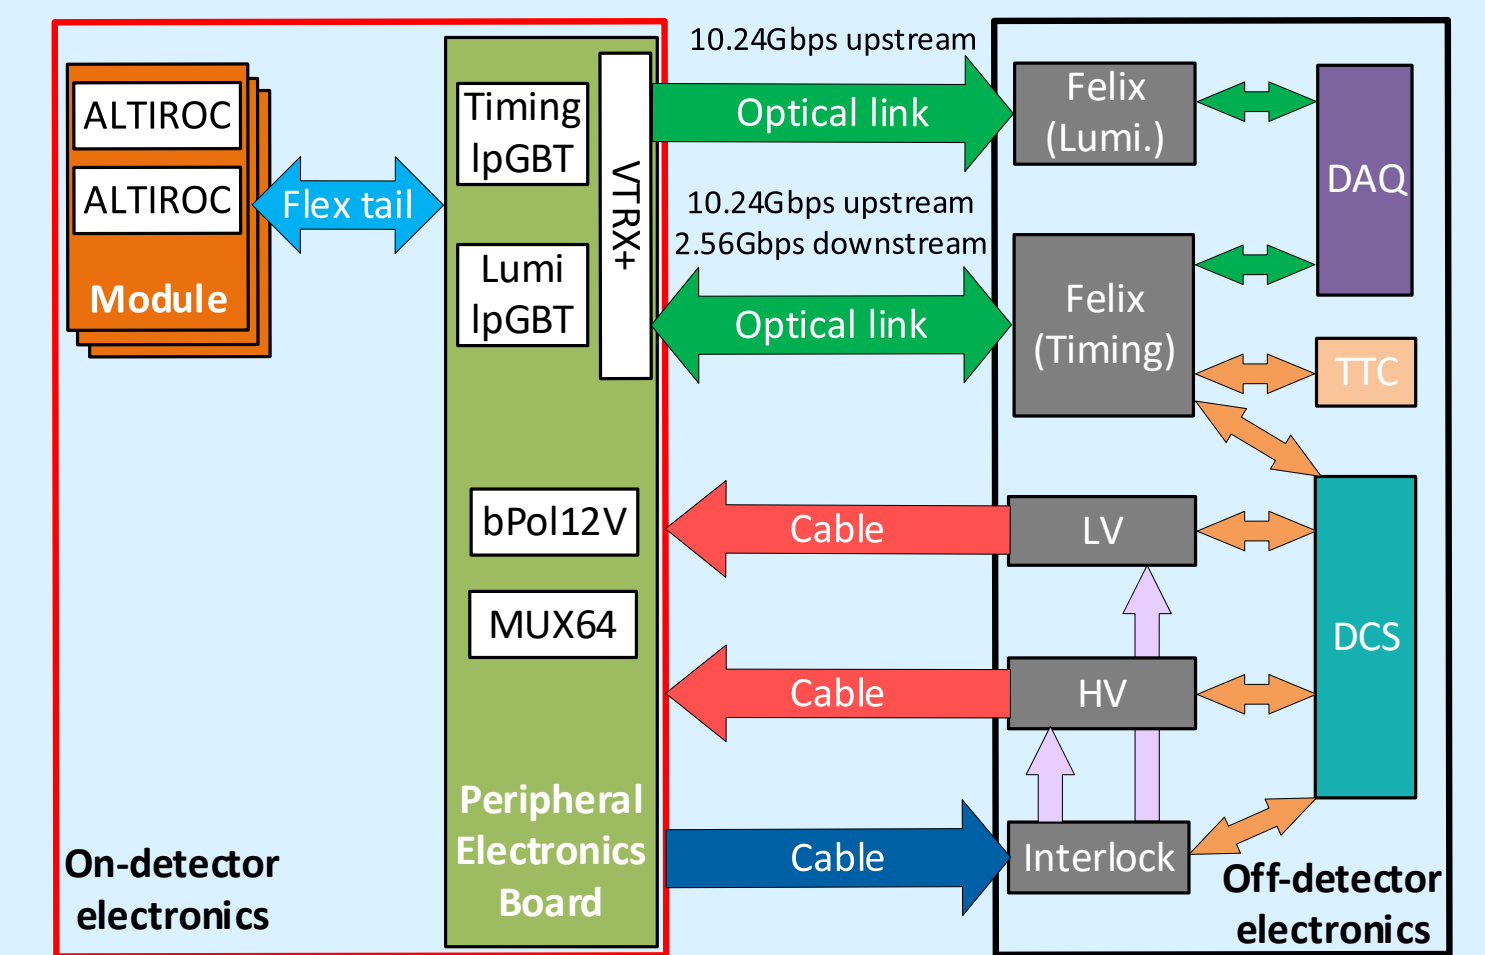 ALTIROC
ALTIROC
Module
Flex tail
Timing
lpGBT
Lumi
lpGBT
VTRX+
bPol12V
MUX64
Peripheral
Electronics
Board
On-detector
electronics
10.24Gbps upstream
Optical link
10.24Gbps upstream
2.56Gbps downstream
Optical link
Cable
Cable
Cable
Felix
(Lumi.)
Felix
(Timing)
LV
HV
Interlock
DAQ
TTC
DCS
Off-detector
electronics